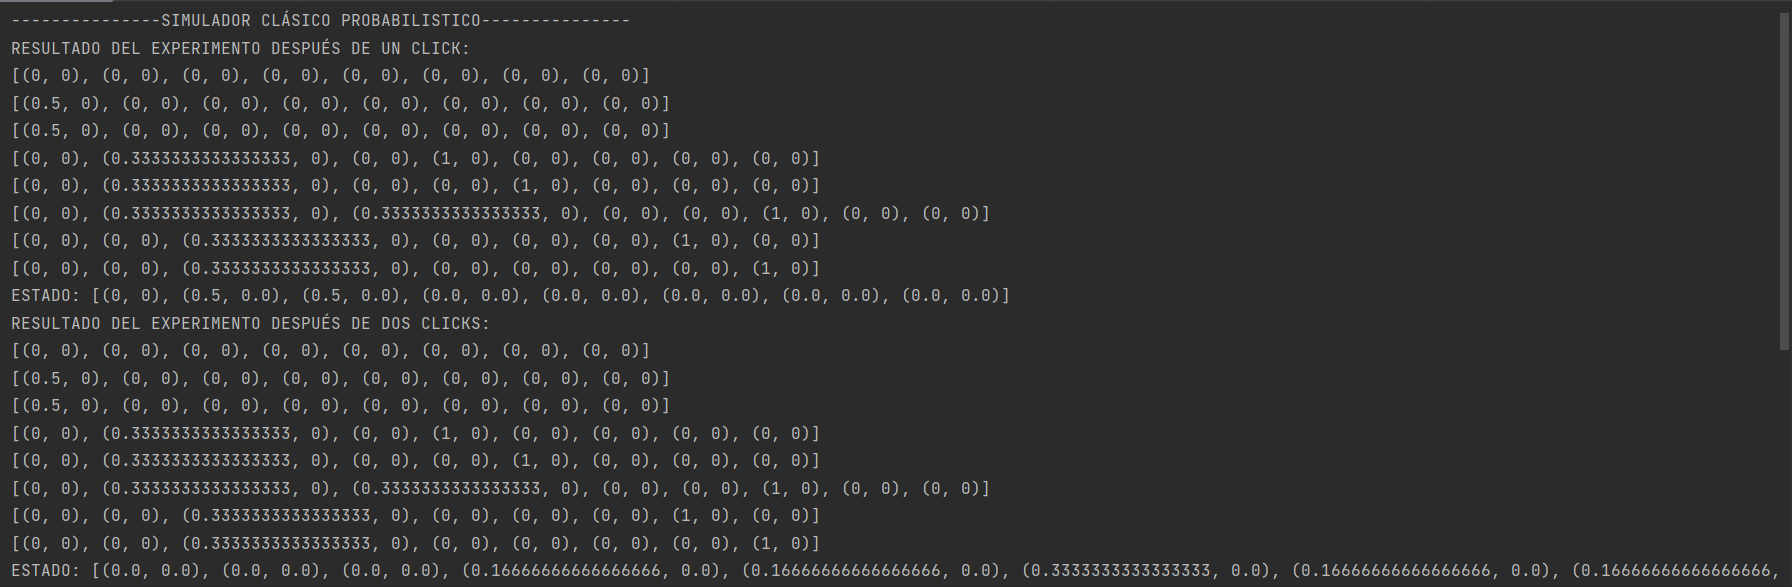 ---------------SIMULADOR CLÁSICO PROBABILISTICO---------------
RESULTADO DEL EXPERIMENTO DESPUÉS DE UN CLICK:
[(0, 0), (0, 0), (0, 0), (0, 0), (0, 0), (0, 0), (0, 0), (0, 0)]
[(0.5, 0), (0, 0), (0, 0), (0, 0), (0, 0), (0, 0), (0, 0), (0, 0)]
[(0.5, 0), (0, 0), (0, 0), (0, 0), (0, 0), (0, 0), (0, 0), (0, 0)]
[(0, 0), (0.3333333333333333, 0), (0, 0), (1, 0), (0, 0), (0, 0), (0, 0), (0, 0)]
[(0, 0), (0.3333333333333333, 0), (0, 0), (0, 0), (1, 0), (0, 0), (0, 0), (0, 0)]
[(0, 0), (0.3333333333333333, 0), (0.3333333333333333, 0), (0, 0), (0, 0), (1, 0), (0, 0), (0, 0)]
[(0, 0), (0, 0), (0.3333333333333333, 0), (0, 0), (0, 0), (0, 0), (1, 0), (0, 0)]
[(0, 0), (0, 0), (0.3333333333333333, 0), (0, 0), (0, 0), (0, 0), (0, 0), (1, 0)]
ESTADO: [(0, 0), (0.5, 0.0), (0.5, 0.0), (0.0, 0.0), (0.0, 0.0), (0.0, 0.0), (0.0, 0.0), (0.0, 0.0)]
RESULTADO DEL EXPERIMENTO DESPUÉS DE DOS CLICKS:
[(0, 0), (0, 0), (0, 0), (0, 0), (0, 0), (0, 0), (0, 0), (0, 0)]
[(0.5, 0), (0, 0), (0, 0), (0, 0), (0, 0), (0, 0), (0, 0), (0, 0)]
[(0.5, 0), (0, 0), (0, 0), (0, 0), (0, 0), (0, 0), (0, 0), (0, 0)]
[(0, 0), (0.3333333333333333, 0), (0, 0), (1, 0), (0, 0), (0, 0), (0, 0), (0, 0)]
[(0, 0), (0.3333333333333333, 0), (0, 0), (0, 0), (1, 0), (0, 0), (0, 0), (0, 0)]
[(0, 0), (0.3333333333333333, 0), (0.3333333333333333, 0), (0, 0), (0, 0), (1, 0), (0, 0), (0, 0)]
[(0, 0), (0, 0), (0.3333333333333333, 0), (0, 0), (0, 0), (0, 0), (1, 0), (0, 0)]
[(0, 0), (0, 0), (0.3333333333333333, 0), (0, 0), (0, 0), (0, 0), (0, 0), (1, 0)]
ESTADO: [(0.0, 0.0), (0.0, 0.0), (0.0, 0.0), (0.16666666666666666, 0.0), (0.16666666666666666, 0.0), (0.3333333333333333, 0.0), (0.16666666666666666, 0.0), (0.16666666666666666,